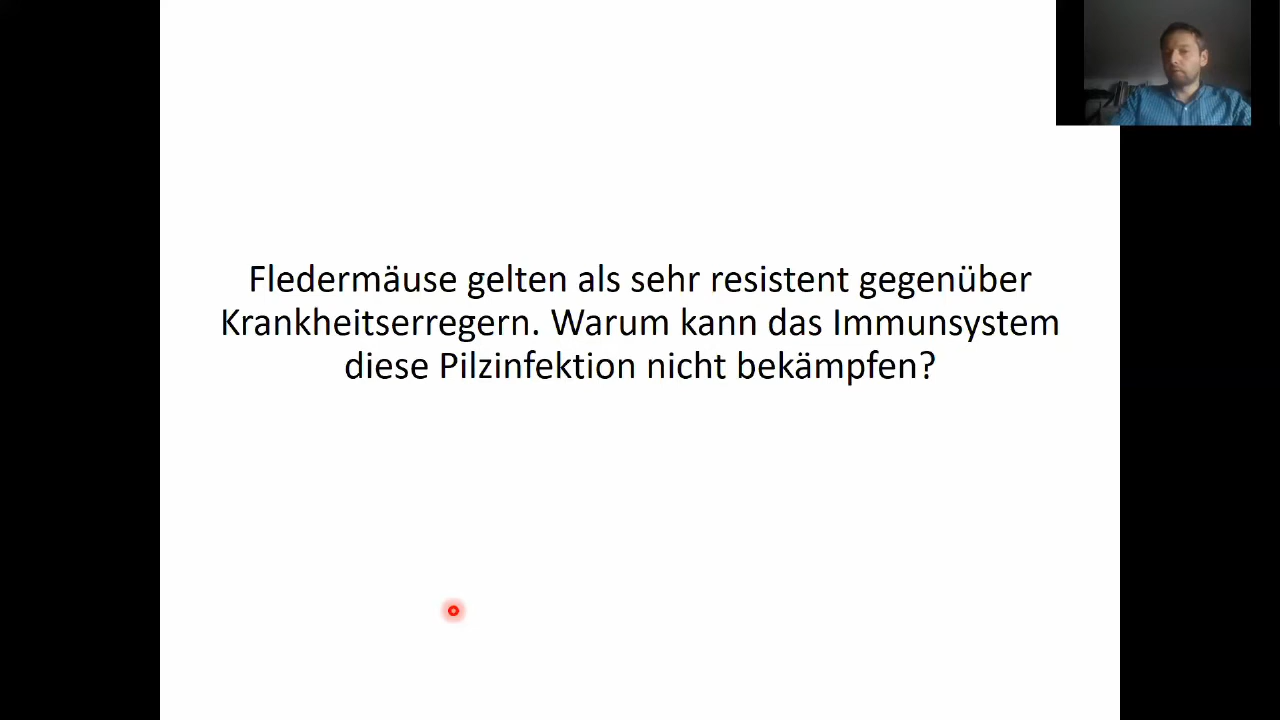 Fledermäuse gelten als sehr resistent gegenüber
Krankheitserregern. Warum kann das Immunsystem
diese Pilzinfektion nicht bekämpfen?